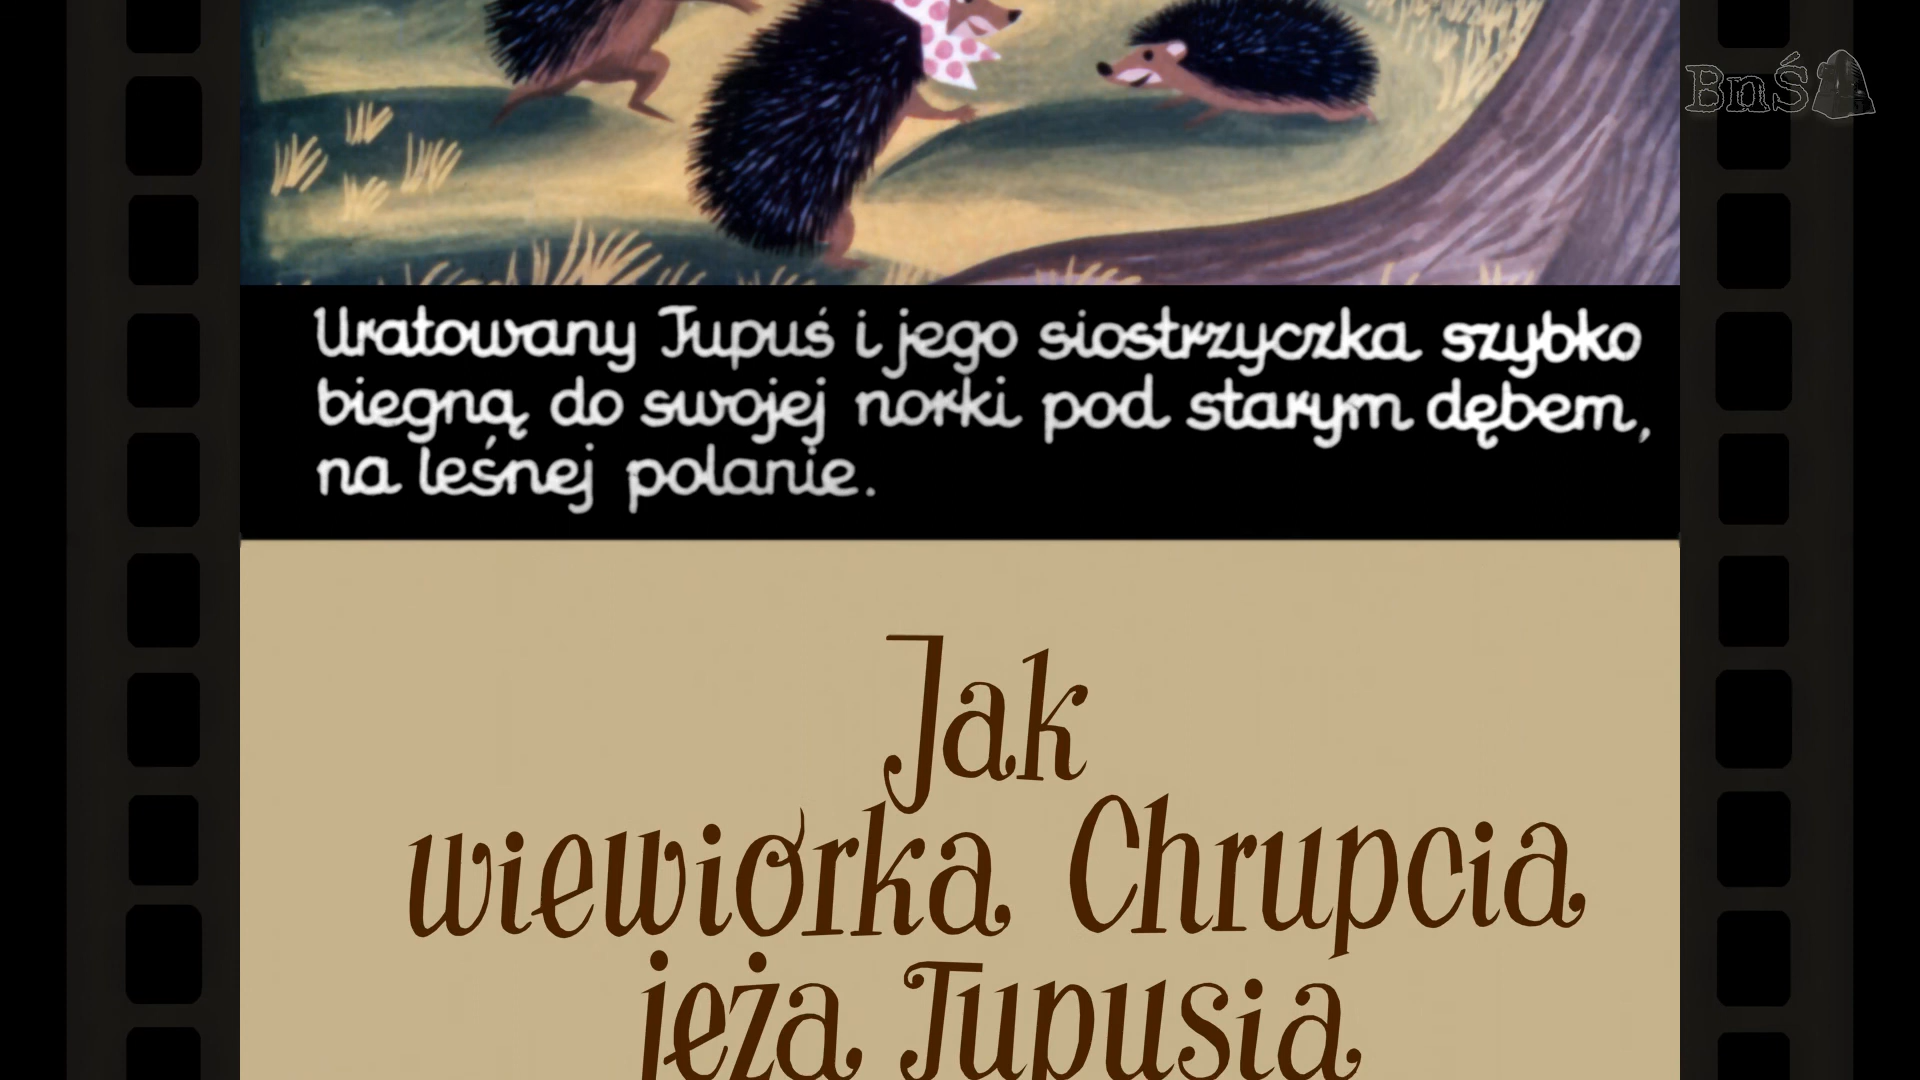 BnŚ
Uratowany Tupuś i jego siostrzyczka szybko
biegną do swojej norki pod starym dębem,
na leśnej polanie.
Jak
wiewiórka Chrupcia
jeża Tupusia